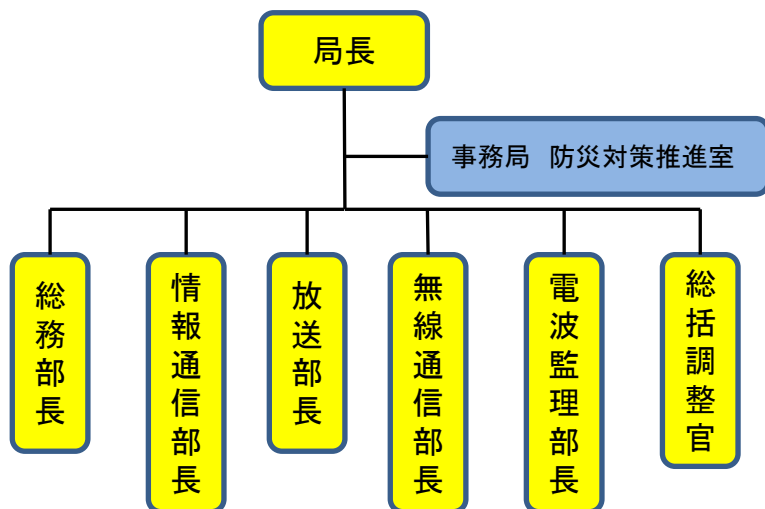 局長
事務局 防災対策推進室
総務部長
情報通信部長
放送部長
無線通信部長
電波監理部長
総括調整官